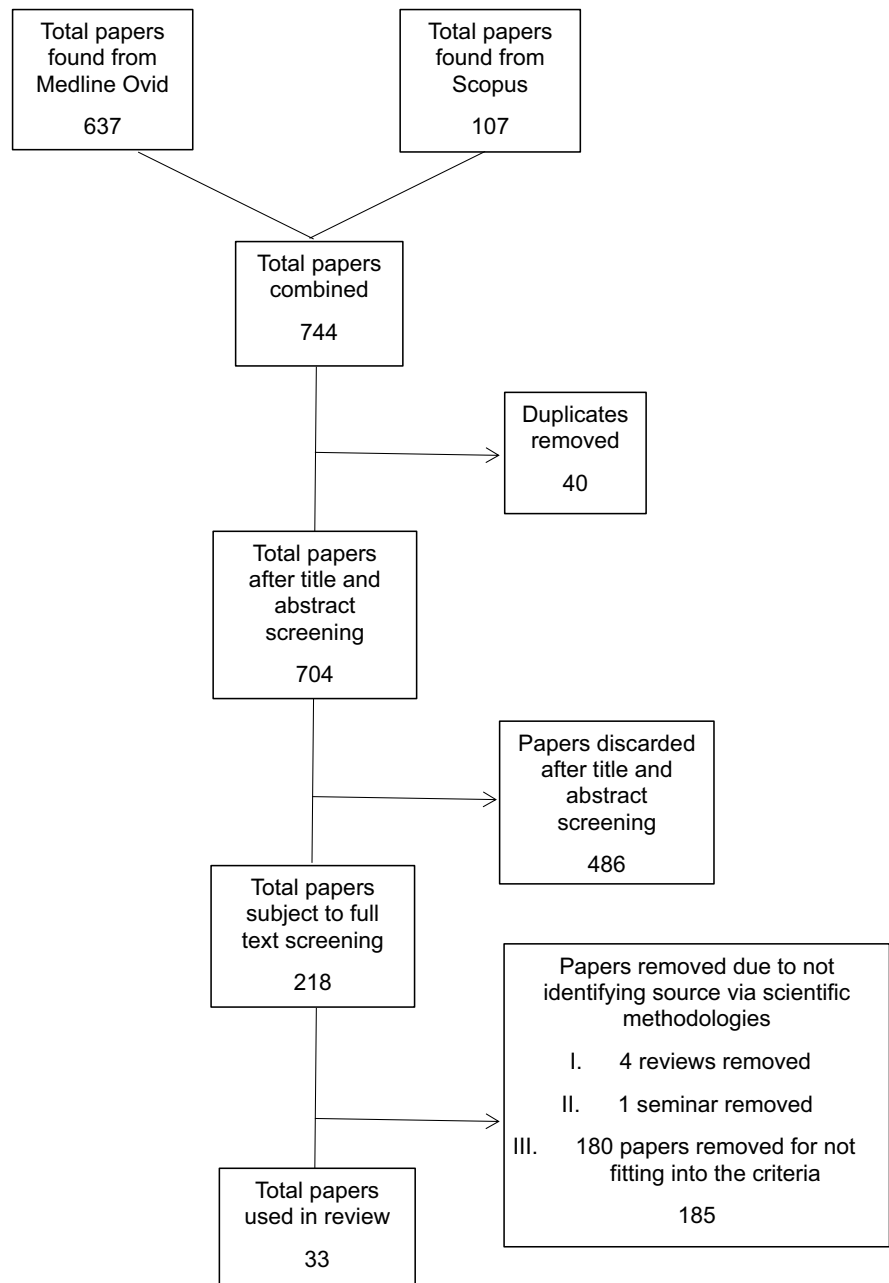 Total papers
found from
Medline Ovid
637
Total papers
found from
Scopus
107
Total papers
combined
744
Duplicates
removed
40
Total papers
after title and
abstract
screening
704
Papers discarded
after title and
abstract
screening
486
Total papers
subject to full
text screening
218
Papers removed due to not
identifying source via scientific
methodologies
I. 4 reviews removed
II. 1 seminar removed
III. 180 papers removed for not
fitting into the criteria
185
Total papers
used in review
33